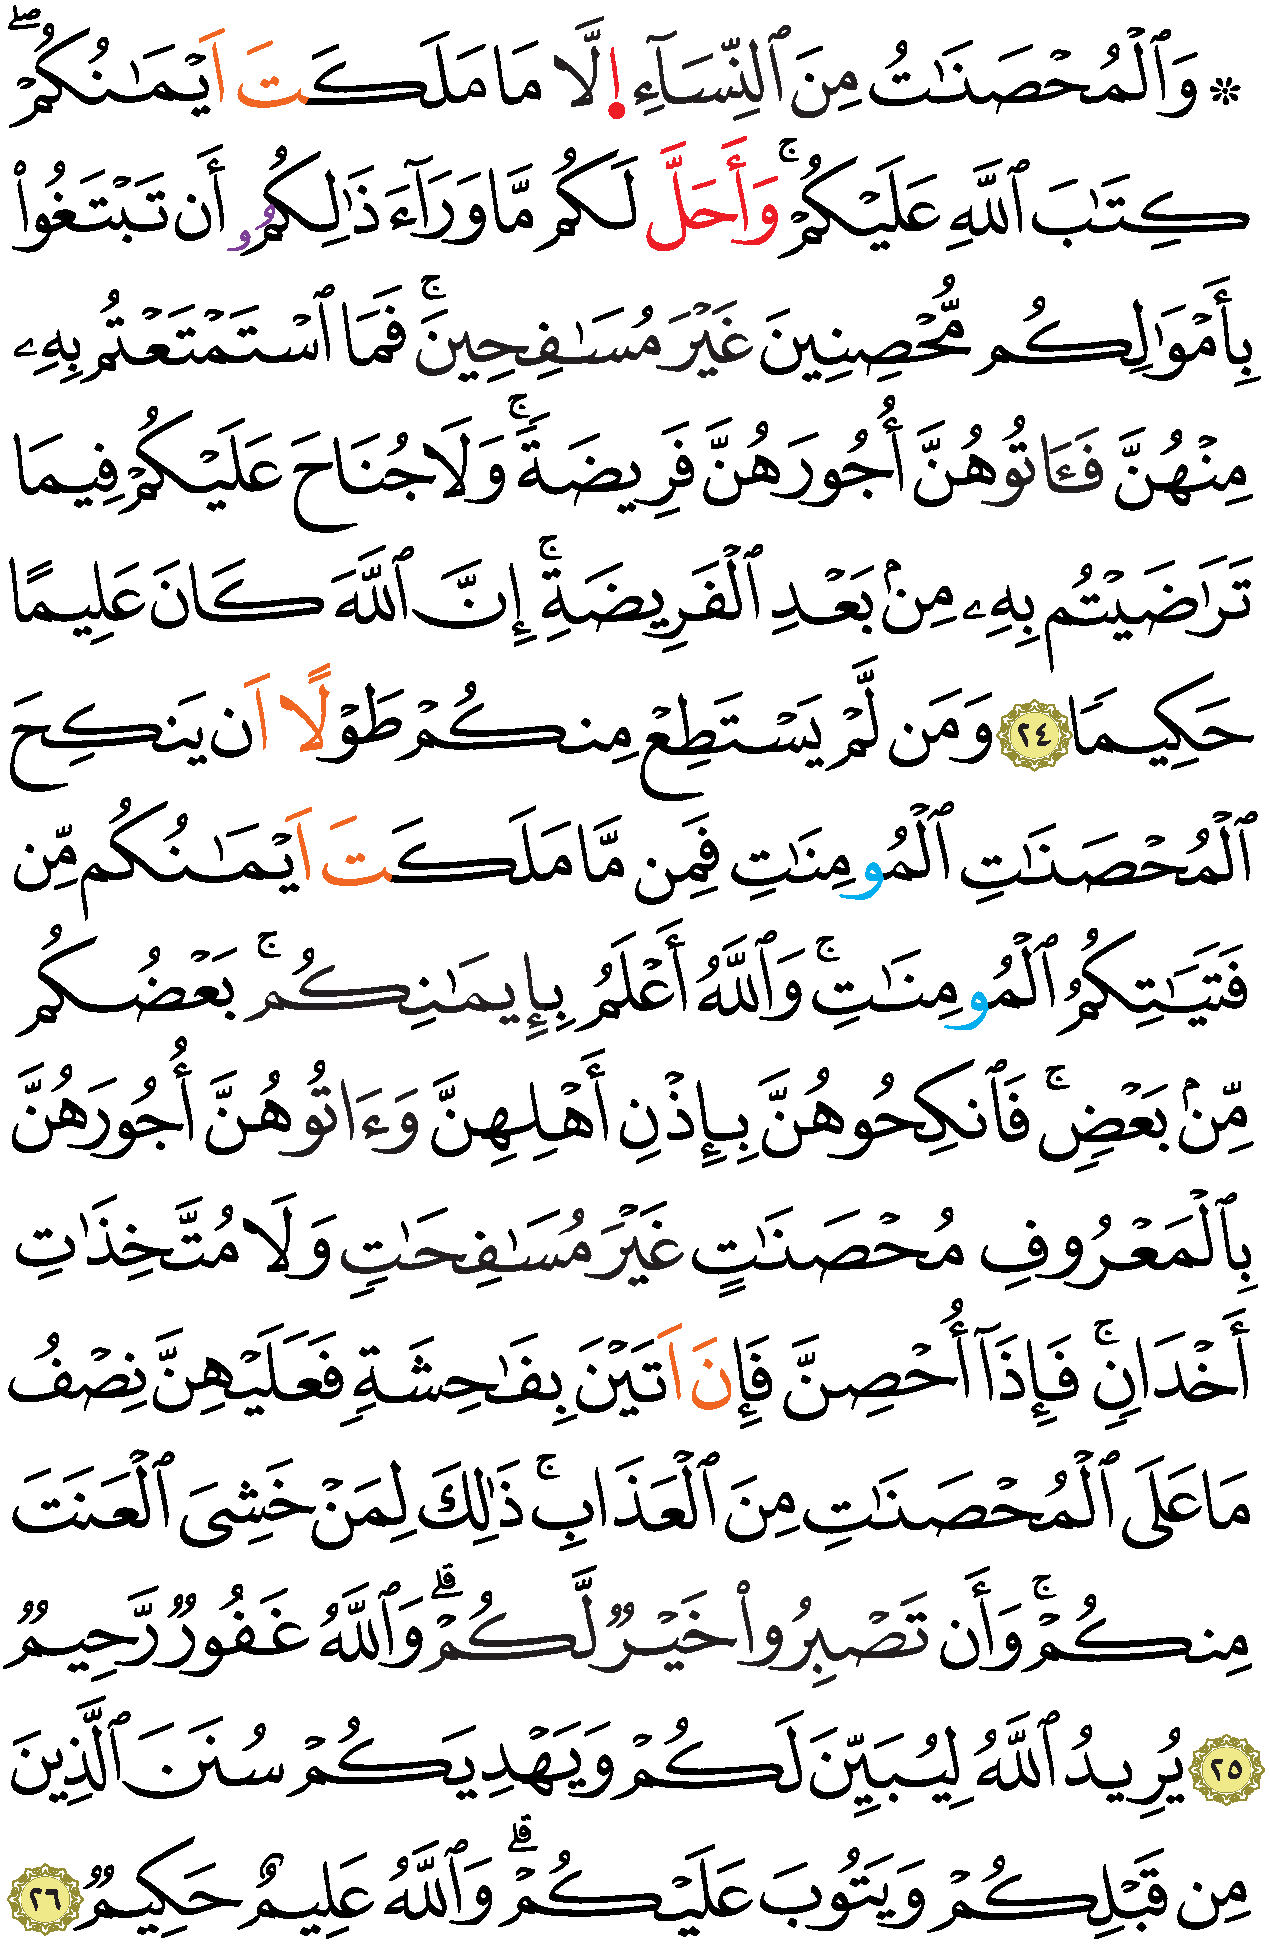 ۞ وَٱلْمُحْصَنَٰتُ مِنَ ٱلنِّسَآءِ ا۪لَّا مَا مَلَكَتَ اَيْمَٰنُكُمْۖ
كِتَٰبَ ٱللَّهِ عَلَيْكُمْۚ وَأَحَلَّ لَكُم مَّا وَرَآءَ ذَٰلِكُمُۥ أَن تَبْتَغُوا۟
بِأَمْوَٰلِكُم مُّحْصِنِينَ غَيْرَ مُسَٰفِحِينَۚ فَمَا ٱسْتَمْتَعْتُم بِهِۦ
مِنْهُنَّ فَـَٔاتُوهُنَّ أُجُورَهُنَّ فَرِيضَةًۚ وَلَا جُنَاحَ عَلَيْكُمْ فِيمَا
تَرَٰضَيْتُم بِهِۦ مِنۢ بَعْدِ ٱلْفَرِيضَةِۚ إِنَّ ٱللَّهَ كَانَ عَلِيمًا
حَكِيمًا ٢٤ وَمَن لَّمْ يَسْتَطِعْ مِنكُمْ طَوْلًا اَن يَنكِحَ
ٱلْمُحْصَنَٰتِ ٱلْمُومِنَٰتِ فَمِن مَّا مَلَكَتَ اَيْمَٰنُكُم مِّن
فَتَيَٰتِكُمُ ٱلْمُومِنَٰتِۚ وَٱللَّهُ أَعْلَمُ بِإِيمَٰنِكُمۚ بَعْضُكُم
مِّنۢ بَعْضٍۚ فَٱنكِحُوهُنَّ بِإِذْنِ أَهْلِهِنَّ وَءَاتُوهُنَّ أُجُورَهُنَّ
بِٱلْمَعْرُوفِ مُحْصَنَٰتٍ غَيْرَ مُسَٰفِحَٰتٍ وَلَا مُتَّخِذَٰتِ
أَخْدَانٍۚ فَإِذَآ أُحْصِنَّ فَإِنَ اَتَيْنَ بِفَٰحِشَةٍ فَعَلَيْهِنَّ نِصْفُ
مَا عَلَى ٱلْمُحْصَنَٰتِ مِنَ ٱلْعَذَابِۚ ذَٰلِكَ لِمَنْ خَشِىَ ٱلْعَنَتَ
مِنكُمْۚ وَأَن تَصْبِرُوا۟ خَيْرٌ لَّكُمْۗ وَٱللَّهُ غَفُورٌ رَّحِيمٌ
٢٥ يُرِيدُ ٱللَّهُ لِيُبَيِّنَ لَكُمْ وَيَهْدِيَكُمْ سُنَنَ ٱلَّذِينَ
مِن قَبْلِكُمْ وَيَتُوبَ عَلَيْكُمْۗ وَٱللَّهُ عَلِيمٌ حَكِيمٌ ٢٦